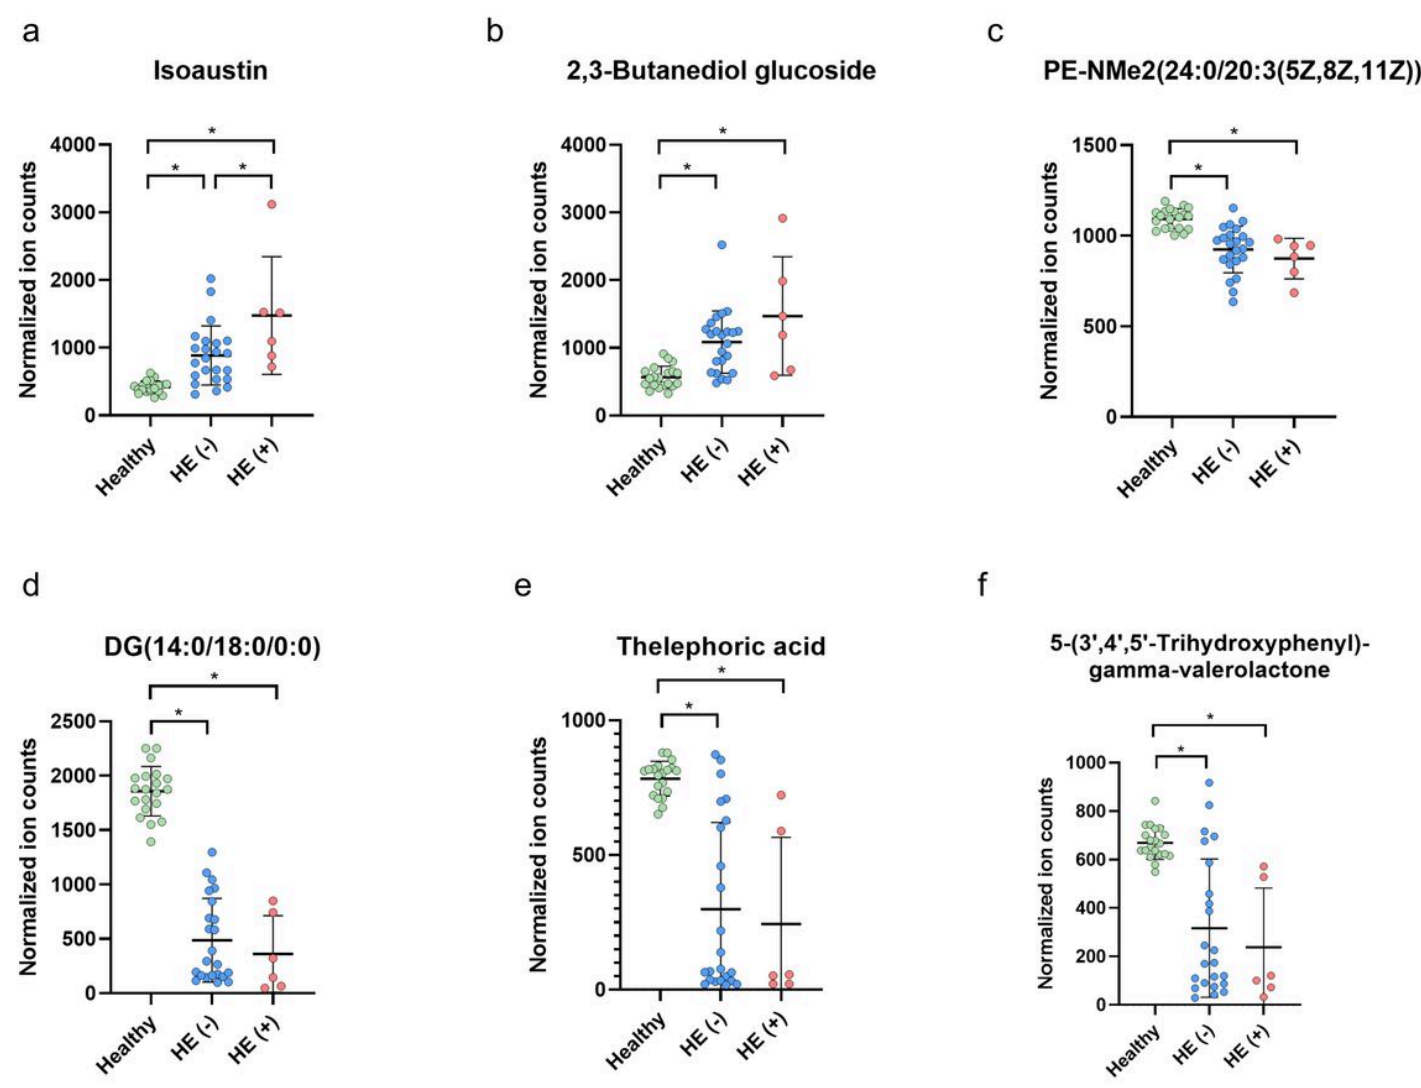 a
Isoaustin
*
*
*
Normalized ion counts
4000
3000
2000
1000
0
Healthy
HE (-)
HE (+)
b
2,3-Butanediol glucoside
*
*
Normalized ion counts
4000
3000
2000
1000
0
Healthy
HE (-)
HE (+)
c
PE-NMe2(24:0/20:3(5Z,8Z,11Z))
*
*
Normalized ion counts
1500
1000
500
0
Healthy
HE (-)
HE (+)
d
DG(14:0/18:0/0:0)
*
*
Normalized ion counts
2500
2000
1500
1000
500
0
Healthy
HE (-)
HE (+)
e
Thelephoric acid
*
*
Normalized ion counts
1000
500
0
Healthy
HE (-)
HE (+)
f
5-(3',4',5'-Trihydroxyphenyl)-
gamma-valerolactone
*
*
Normalized ion counts
1000
800
600
400
200
0
Healthy
HE (-)
HE (+)